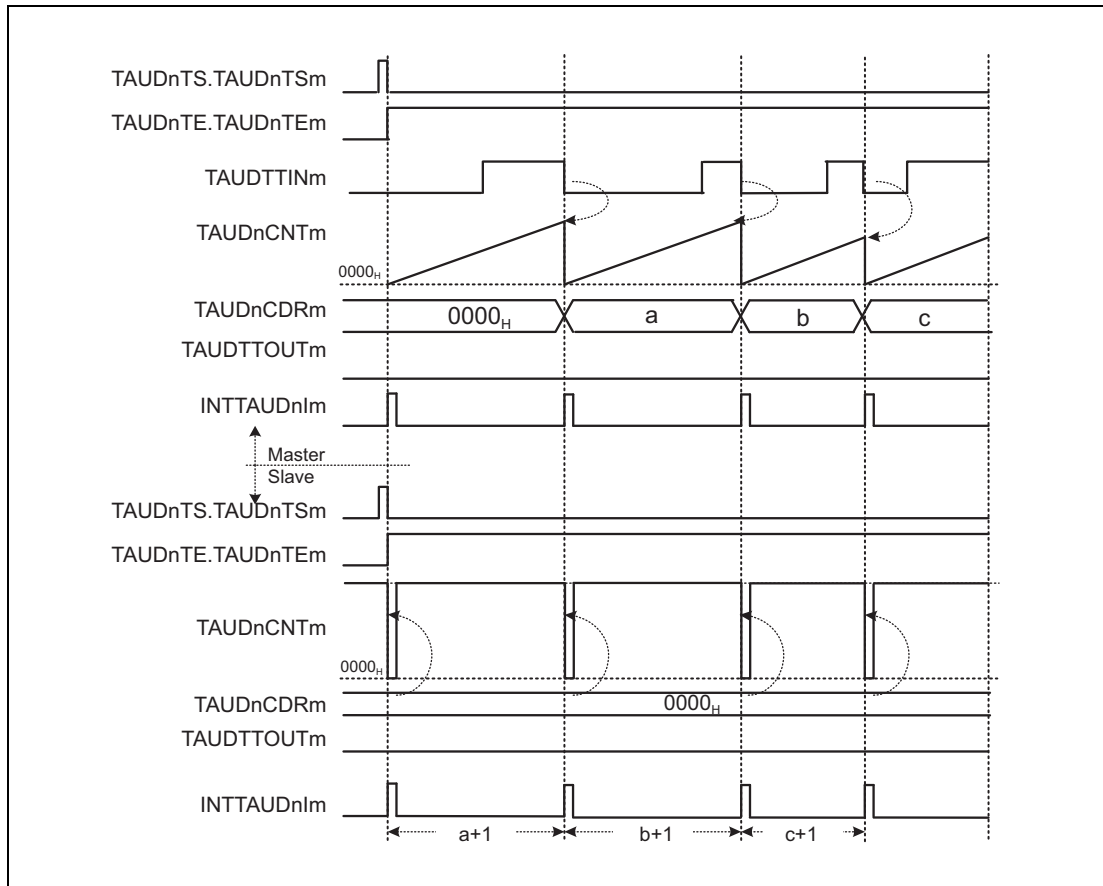 TAUDnTS.TAUDnTSm
TAUDnTE.TAUDnTEm
TAUDTTINm
TAUDnCNTm
0000H
TAUDnCDRm
0000H a b c
TAUDTTOUTm
INTTAUDnIm
Master
Slave
TAUDnTS.TAUDnTSm
TAUDnTE.TAUDnTEm
TAUDnCNTm
0000H
TAUDnCDRm
0000H
TAUDTTOUTm
INTTAUDnIm
a+1 b+1 c+1